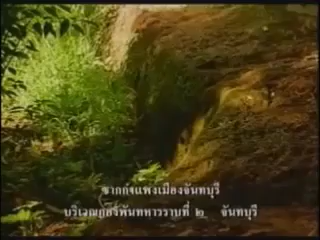 ซากกำแพงเมืองจันทบุรี
บริเวณกองพันทหารราบที่ ๒ จันทบุรี